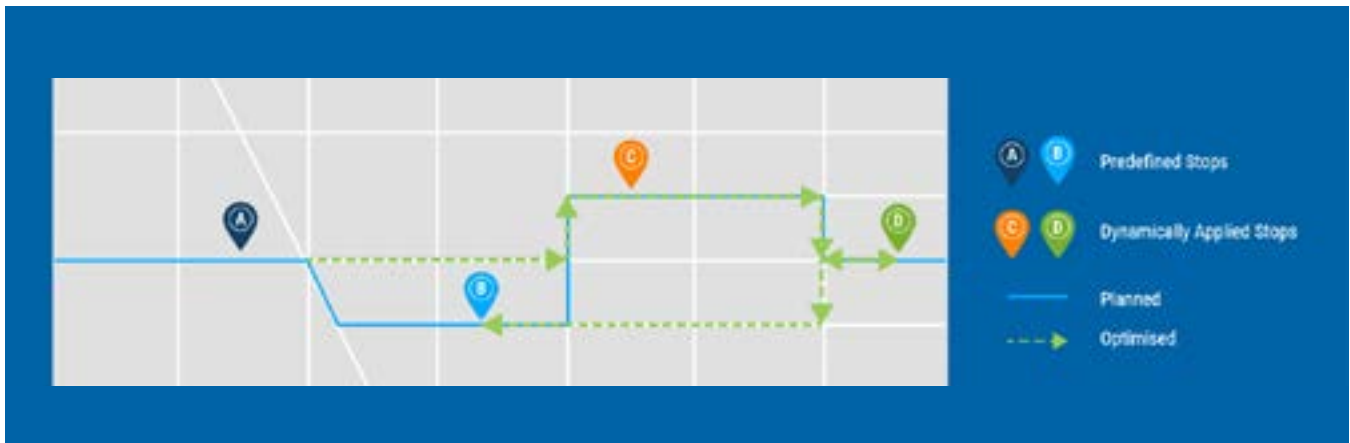 C
A
B
D
A B Predefined Stops
C D Dynamically Applied Stops
Planned
Optimised